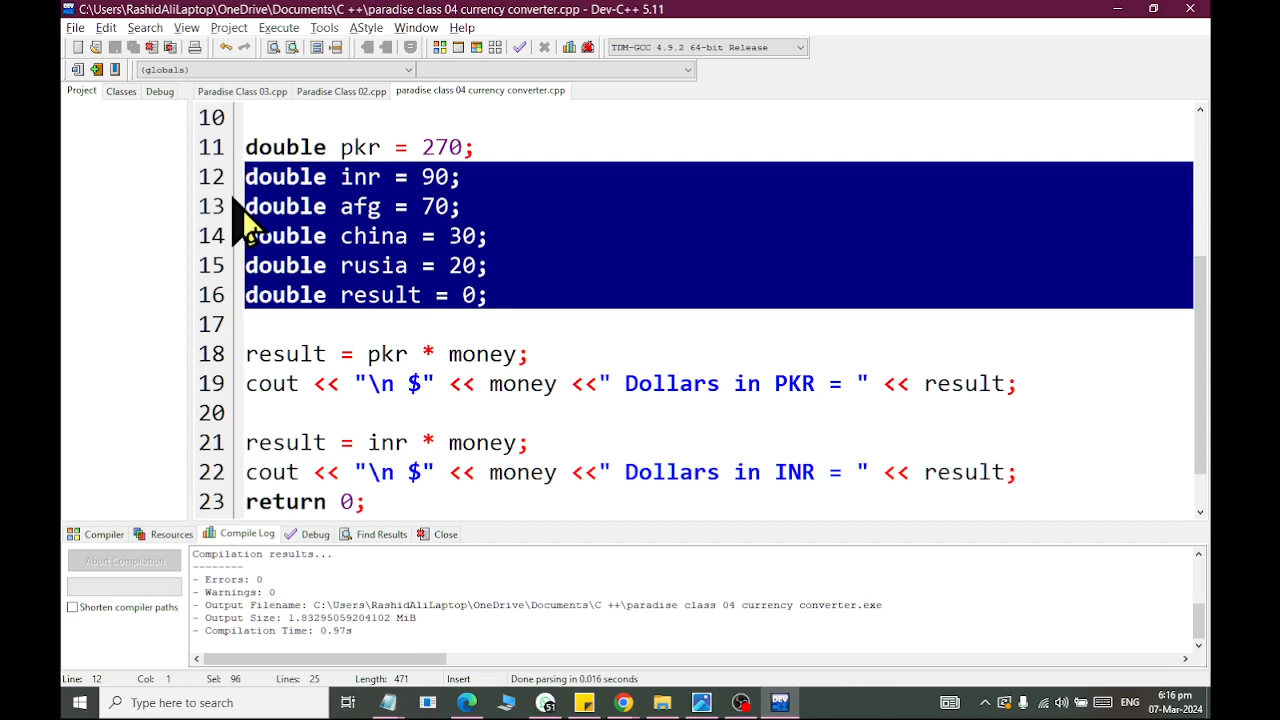 C:\Users\RashidAliLaptop\OneDrive\Documents\C ++\paradise class 04 currency converter.cpp - Dev-C++ 5.11
File Edit Search View Project Execute Tools AStyle Window Help
TDM-GCC 4.9.2 64-bit Release
(globals)
Project Classes Debug Paradise Class 03.cpp Paradise Class 02.cpp paradise class 04 currency converter.cpp
10
11 double pkr = 270;
12 double inr = 90;
13 double afg = 70;
14 double china = 30;
15 double rusia = 20;
16 double result = 0;
17
18 result = pkr * money;
19 cout << "\n $" << money <<" Dollars in PKR = " << result;
20
21 result = inr * money;
22 cout << "\n $" << money <<" Dollars in INR = " << result;
23 return 0;
Compiler Resources Compile Log Debug Find Results Close
Abort Compilation
Shorten compiler paths
Compilation results...
--------
- Errors: 0
- Warnings: 0
- Output Filename: C:\Users\RashidAliLaptop\OneDrive\Documents\C ++\paradise class 04 currency converter.exe
- Output Size: 1.83295059204102 MiB
- Compilation Time: 0.97s
Line: 12 Col: 1 Sel: 96 Lines: 25 Length: 471 Insert Done parsing in 0.016 seconds
Type here to search
ENG
6:16 pm
07-Mar-2024